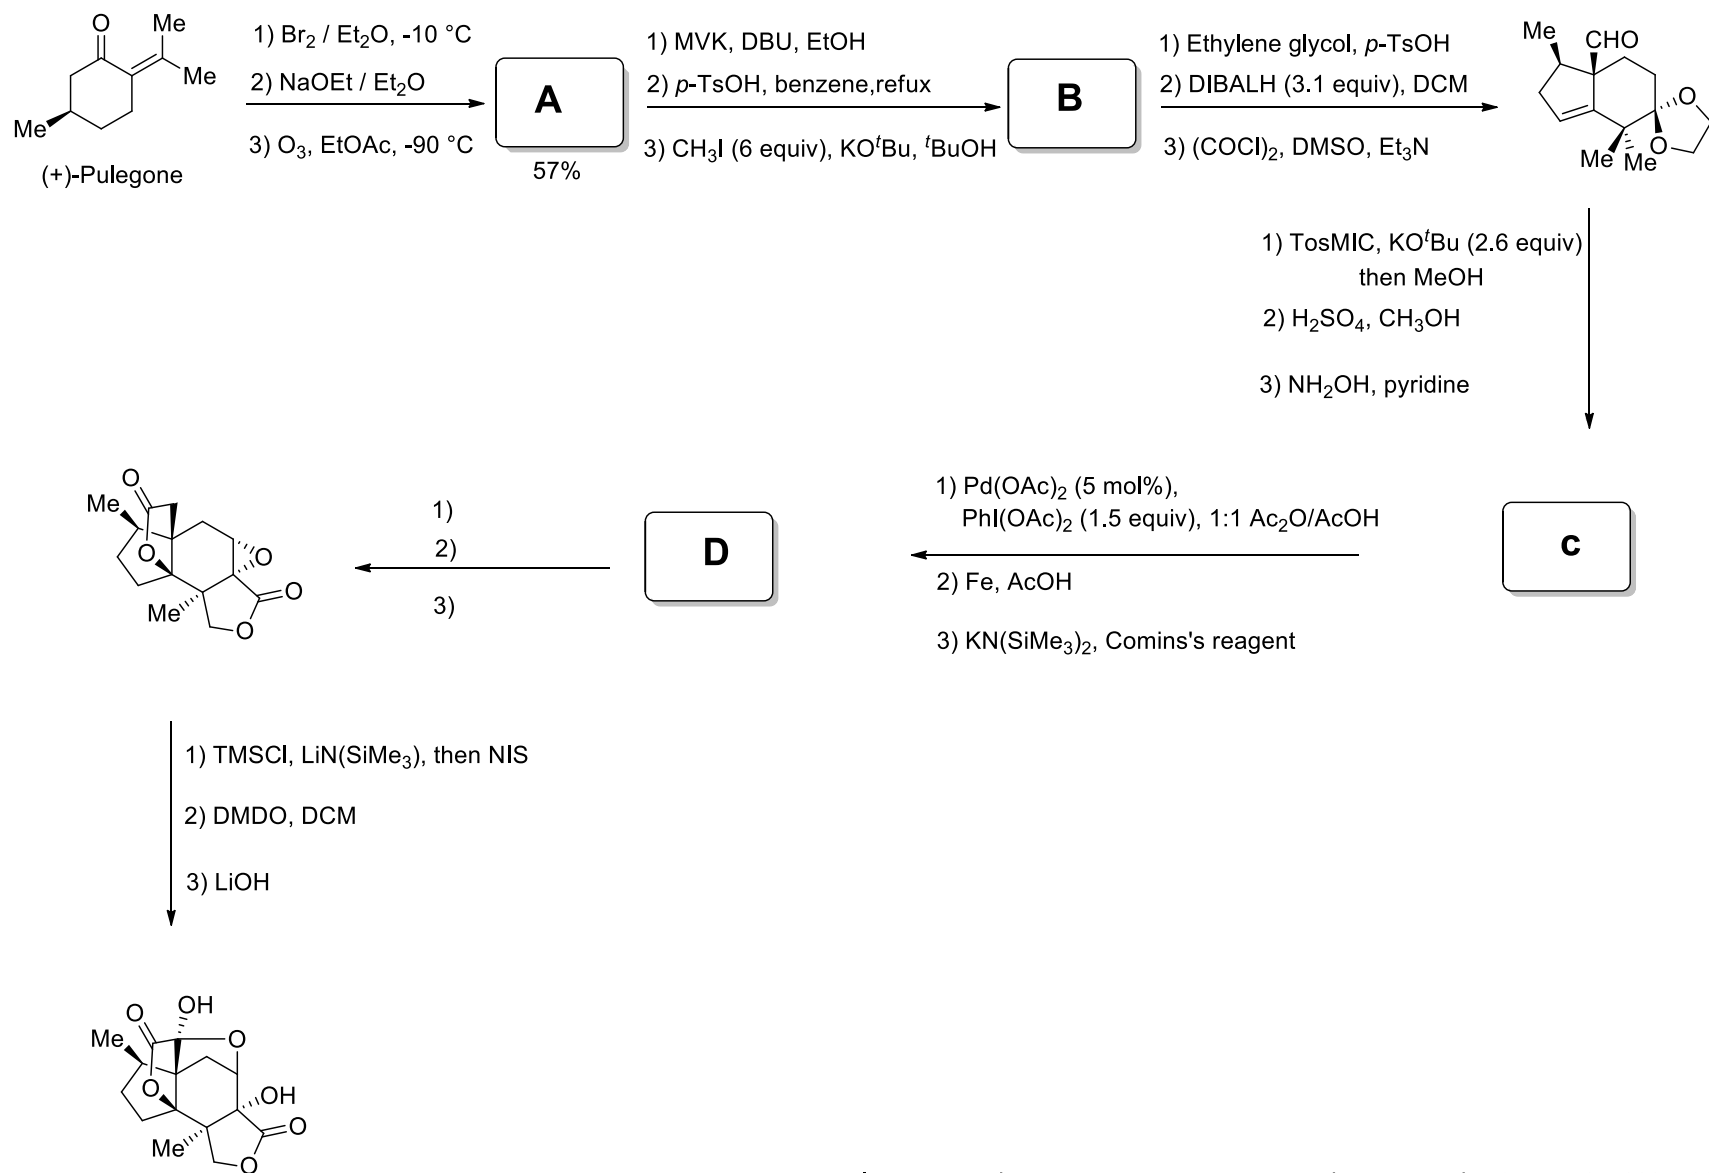 O
Me
Me
Me
(+)-Pulegone
1) Br2 / Et2O, -10 °C
2) NaOEt / Et2O
3) O3, EtOAc, -90 °C
A
57%
1) MVK, DBU, EtOH
2) p-TsOH, benzene,refux
3) CH3I (6 equiv), KOtBu, tBuOH
B
1) Ethylene glycol, p-TsOH
2) DIBALH (3.1 equiv), DCM
3) (COCl)2, DMSO, Et3N
Me
CHO
O
O
Me
Me
1) TosMIC, KOtBu (2.6 equiv)
then MeOH
2) H2SO4, CH3OH
3) NH2OH, pyridine
c
1) Pd(OAc)2 (5 mol%),
PhI(OAc)2 (1.5 equiv), 1:1 Ac2O/AcOH
2) Fe, AcOH
3) KN(SiMe3)2, Comins's reagent
D
1)
2)
3)
O
Me
O
O
O
Me
O
1) TMSCl, LiN(SiMe3), then NIS
2) DMDO, DCM
3) LiOH
OH
O
Me
O
O
OH
O
Me
O